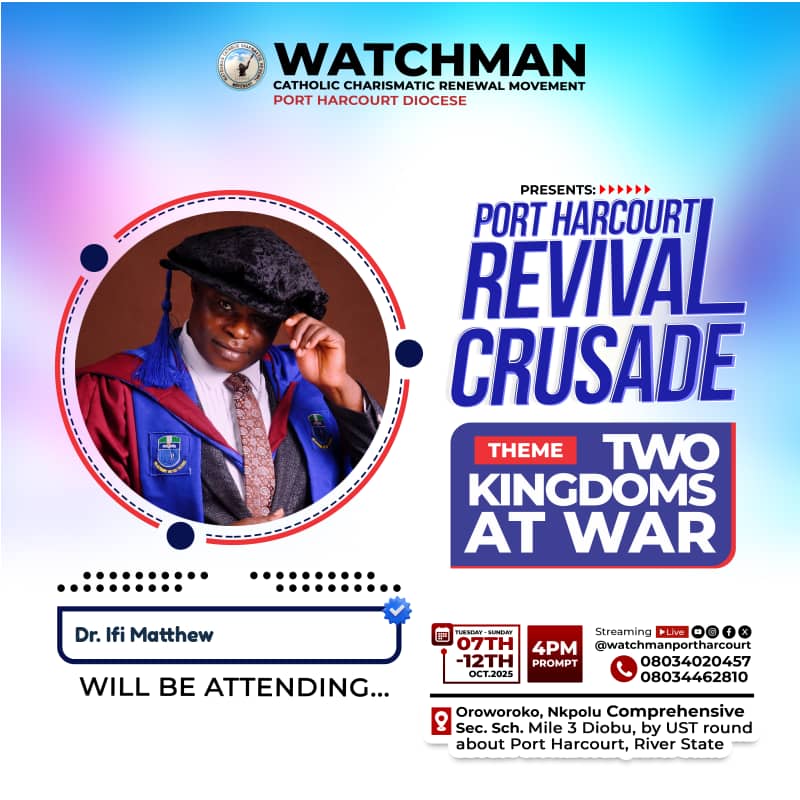 WATCHMAN
CATHOLIC CHARISMATIC RENEWAL MOVEMENT
PORT HARCOURT DIOCESE
PRESENTS:
PORT HARCOURT
REVIVAL
CRUSADE
THEME TWO
KINGDOMS
AT WAR
Dr. Ifi Matthew
WILL BE ATTENDING...
TUESDAY - SUNDAY
07TH
-12TH
OCT.2025
4PM
PROMPT
Streaming Live
@watchmanportharcourt
08034020457
08034462810
Oroworoko, Nkpolu Comprehensive
Sec. Sch. Mile 3 Diobu, by UST round
about Port Harcourt, River State